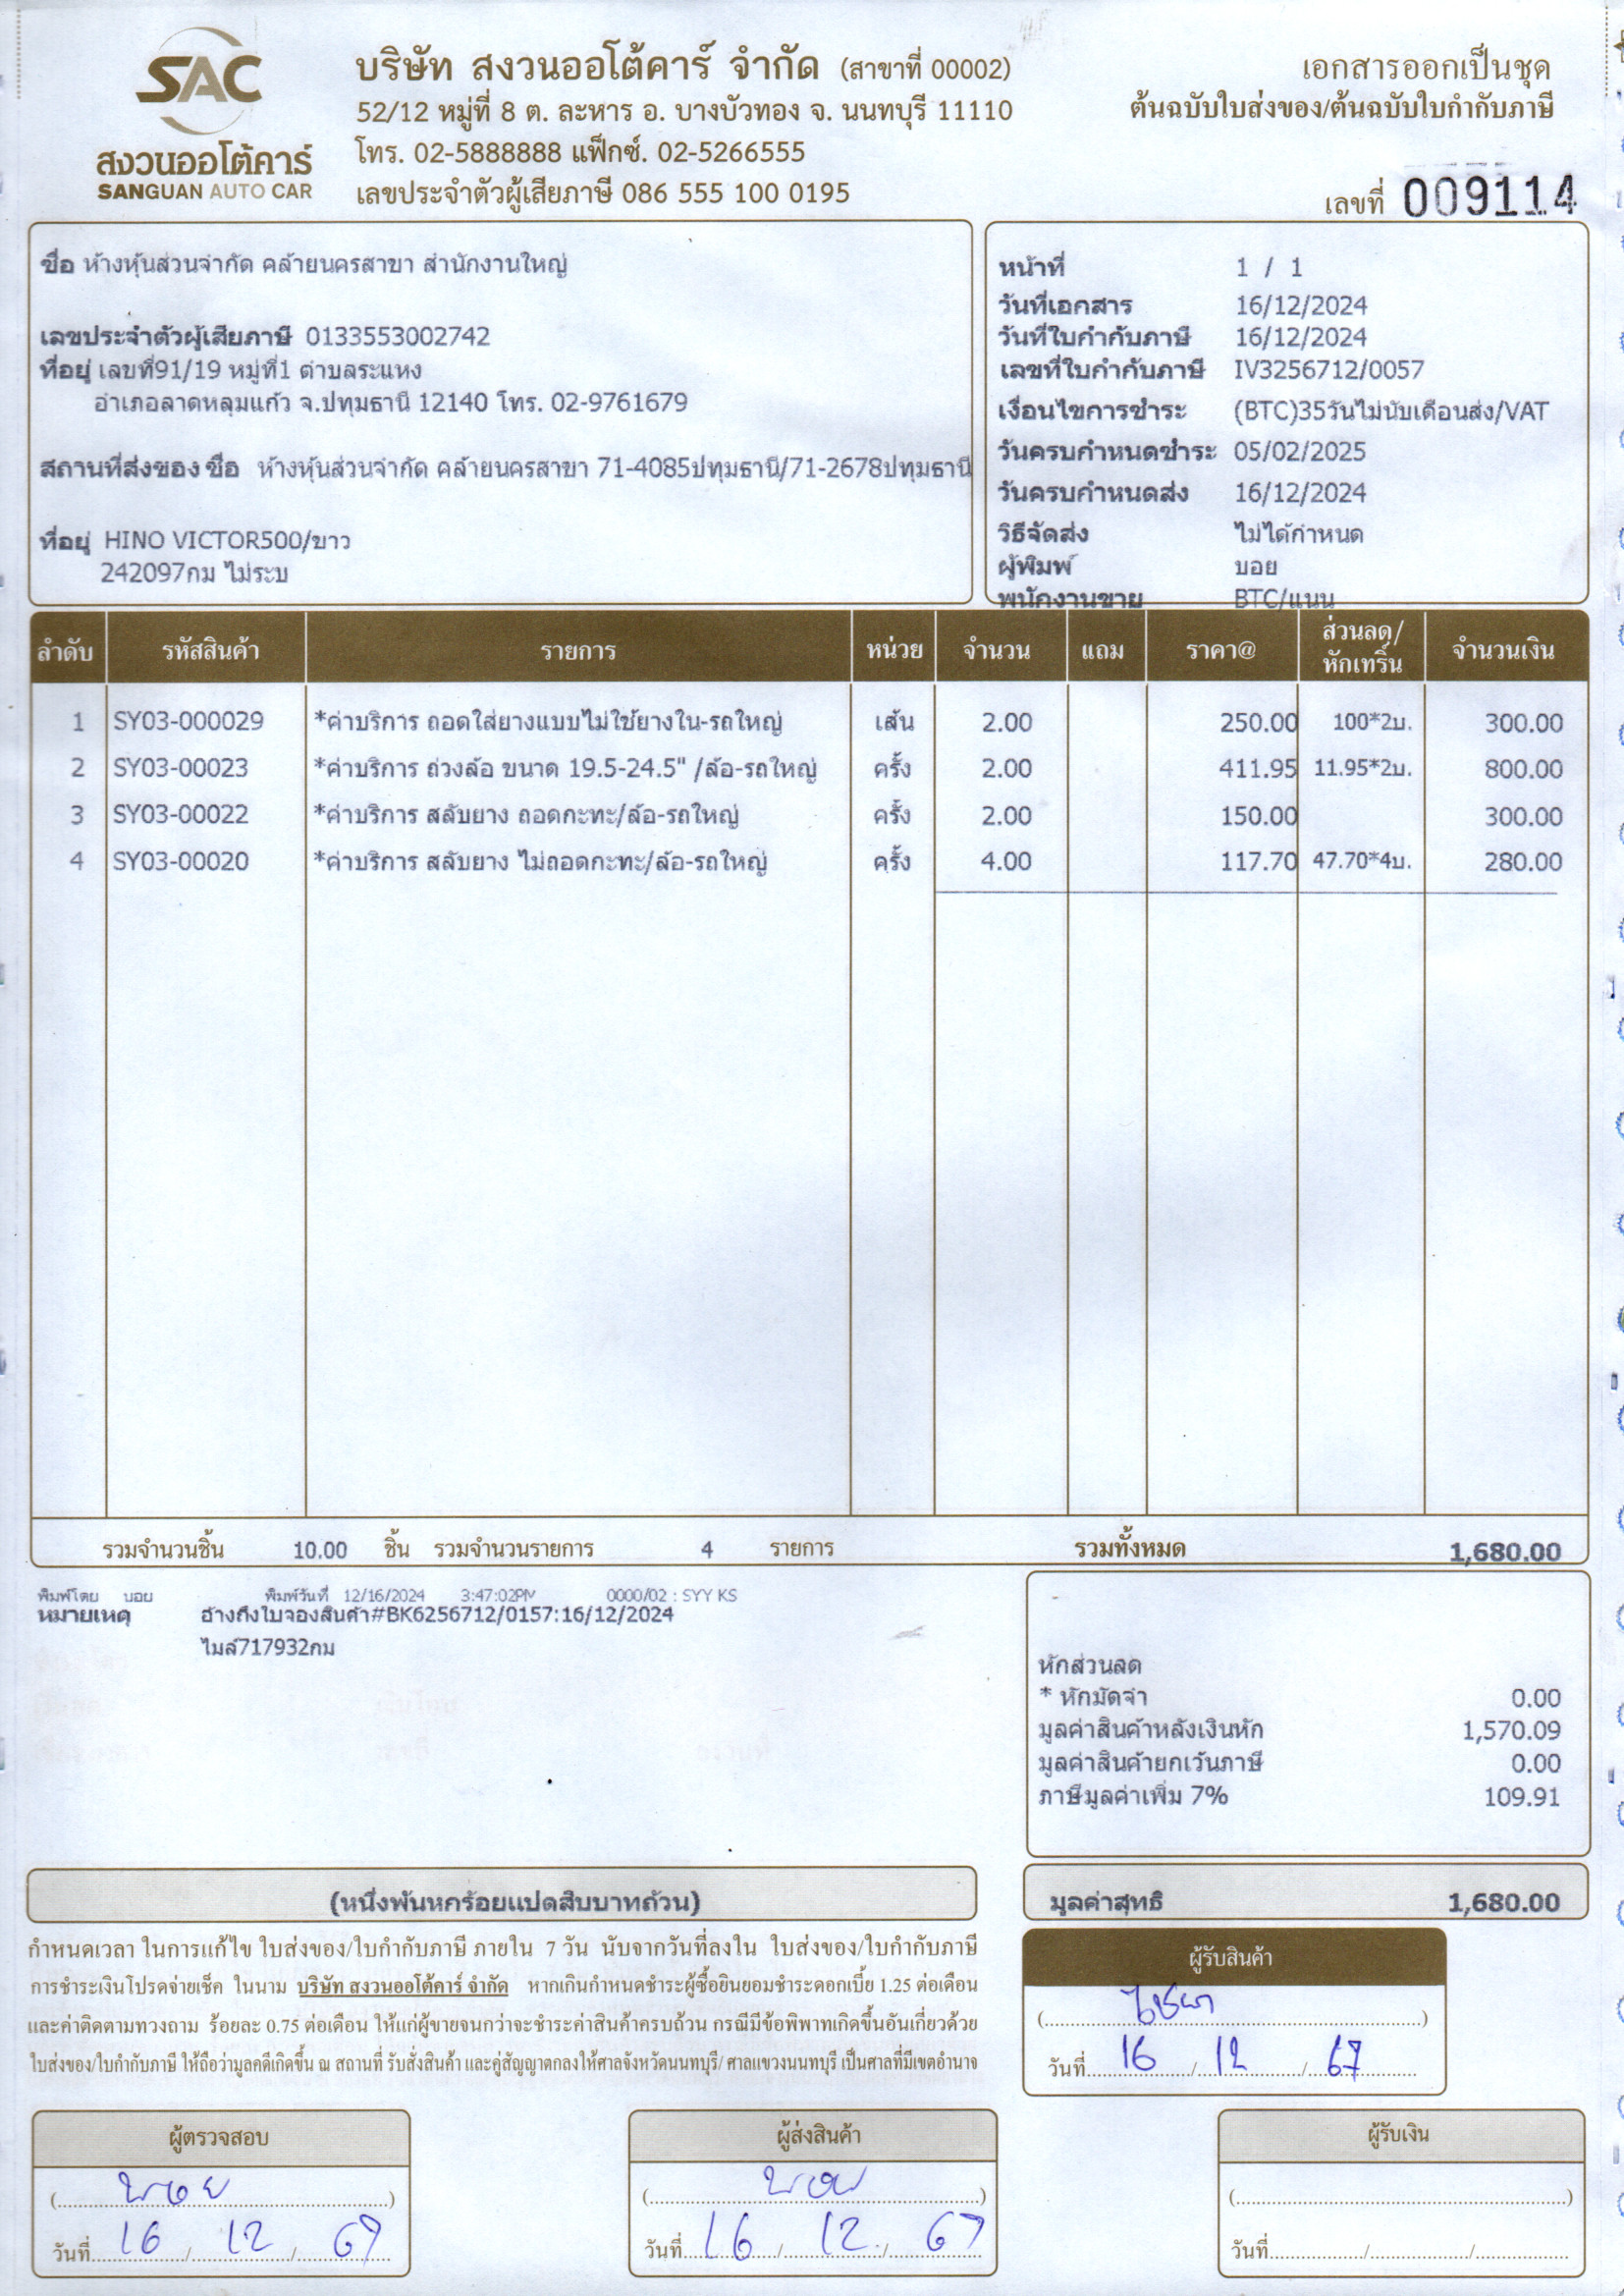 SAC
สงวนออโต้คาร์
SANGUAN AUTO CAR
บริษัท สงวนออโต้คาร์ จำกัด (สาขาที่ 00002)
52/12 หมู่ที่ 8 ต. ละหาร อ. บางบัวทอง จ. นนทบุรี 11110
โทร. 02-5888888 แฟ็กซ์. 02-5266555
เลขประจำตัวผู้เสียภาษี 086 555 100 0195
เอกสารออกเป็นชุด
ต้นฉบับใบส่งของ/ต้นฉบับใบกำกับภาษี
เลขที่ 009114
ชื่อ ห้างหุ้นส่วนจำกัด คล้ายนครสาขา สำนักงานใหญ่
เลขประจำตัวผู้เสียภาษี 0133553002742
ที่อยู่ เลขที่91/19 หมู่ที่1 ตำบลระแหง
อำเภอลาดหลุมแก้ว จ.ปทุมธานี 12140 โทร. 02-9761679
สถานที่ส่งของ ชื่อ ห้างหุ้นส่วนจำกัด คล้ายนครสาขา 71-4085ปทุมธานี/71-2678ปทุมธานี
ที่อยู่ HINO VICTOR500/ขาว
242097กม ไม่ระบ
หน้าที่ 1 / 1
วันที่เอกสาร 16/12/2024
วันที่ใบกำกับภาษี 16/12/2024
เลขที่ใบกำกับภาษี IV3256712/0057
เงื่อนไขการชำระ (BTC)35วันไม่นับเดือนส่ง/VAT
วันครบกำหนดชำระ 05/02/2025
วันครบกำหนดส่ง 16/12/2024
วิธีจัดส่ง ไม่ได้กำหนด
ผู้พิมพ์ บอย
พนักงานขาย BTC/แนน
ลำดับ รหัสสินค้า รายการ หน่วย จำนวน แถม ราคา@ ส่วนลด/หักเทริ์น จำนวนเงิน
1 SY03-000029 *ค่าบริการ ถอดใส่ยางแบบไม่ใช้ยางใน-รถใหญ่ เส้น 2.00 250.00 100*2บ. 300.00
2 SY03-00023 *ค่าบริการ ถ่วงล้อ ขนาด 19.5-24.5" /ล้อ-รถใหญ่ ครั้ง 2.00 411.95 11.95*2บ. 800.00
3 SY03-00022 *ค่าบริการ สลับยาง ถอดกะทะ/ล้อ-รถใหญ่ ครั้ง 2.00 150.00 300.00
4 SY03-00020 *ค่าบริการ สลับยาง ไม่ถอดกะทะ/ล้อ-รถใหญ่ ครั้ง 4.00 117.70 47.70*4บ. 280.00
รวมจำนวนชิ้น 10.00 ชิ้น รวมจำนวนรายการ 4 รายการ รวมทั้งหมด 1,680.00
พิมพ์โดย บอย พิมพ์วันที่ 12/16/2024 3:47:02PM 0000/02 : SYY KS
หมายเหตุ อ้างถึงใบจองสินค้า#BK6256712/0157:16/12/2024
ไมล์717932กม
หักส่วนลด
* หักมัดจำ 0.00
มูลค่าสินค้าหลังเงินหัก 1,570.09
มูลค่าสินค้ายกเว้นภาษี 0.00
ภาษีมูลค่าเพิ่ม 7% 109.91
(หนึ่งพันหกร้อยแปดสิบบาทถ้วน)
มูลค่าสุทธิ 1,680.00
กำหนดเวลา ในการแก้ไข ใบส่งของ/ใบกำกับภาษี ภายใน 7 วัน นับจากวันที่ลงใน ใบส่งของ/ใบกำกับภาษี
การชำระเงินโปรดจ่ายเช็ค ในนาม บริษัท สงวนออโต้คาร์ จำกัด หากเกินกำหนดชำระผู้ซื้อยินยอมชำระดอกเบี้ย 1.25 ต่อเดือน
และค่าติดตามทวงถาม ร้อยละ 0.75 ต่อเดือน ให้แก่ผู้ขายจนกว่าจะชำระค่าสินค้าครบถ้วน กรณีมีข้อพิพาทเกิดขึ้นอันเกี่ยวด้วย
ใบส่งของ/ใบกำกับภาษี ให้ถือว่ามูลคดีเกิดขึ้น ณ สถานที่ รับสั่งสินค้า และคู่สัญญาตกลงให้ศาลจังหวัดนนทบุรี/ ศาลแขวงนนทบุรี เป็นศาลที่มีเขตอำนาจ
ผู้รับสินค้า
วันที่ 16 / 12 / 67
ผู้ตรวจสอบ
(บอย)
วันที่ 16 / 12 / 67
ผู้ส่งสินค้า
(บอย)
วันที่ 16 / 12 / 67
ผู้รับเงิน
วันที่ / /